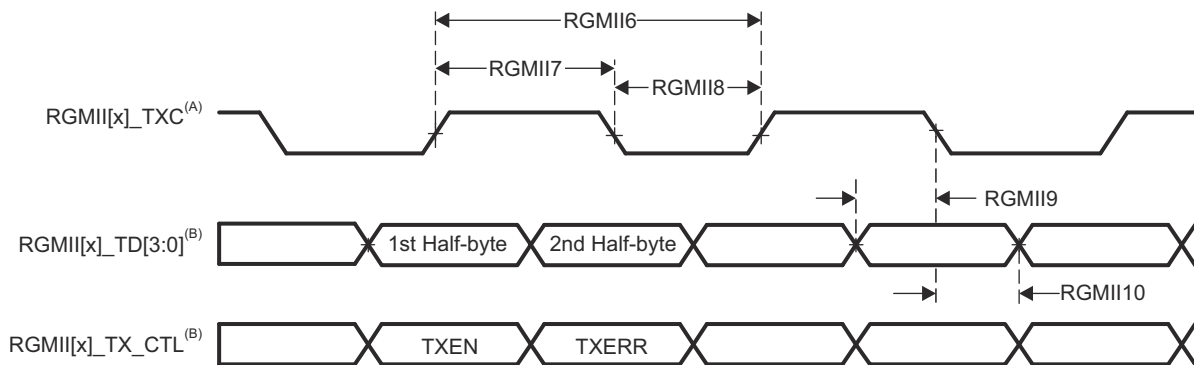 RGMII6
RGMII7
RGMII8
RGMII[x]_TXC(A)
RGMII9
RGMII[x]_TD[3:0](B)
1st Half-byte
2nd Half-byte
RGMII10
RGMII[x]_TX_CTL(B)
TXEN
TXERR